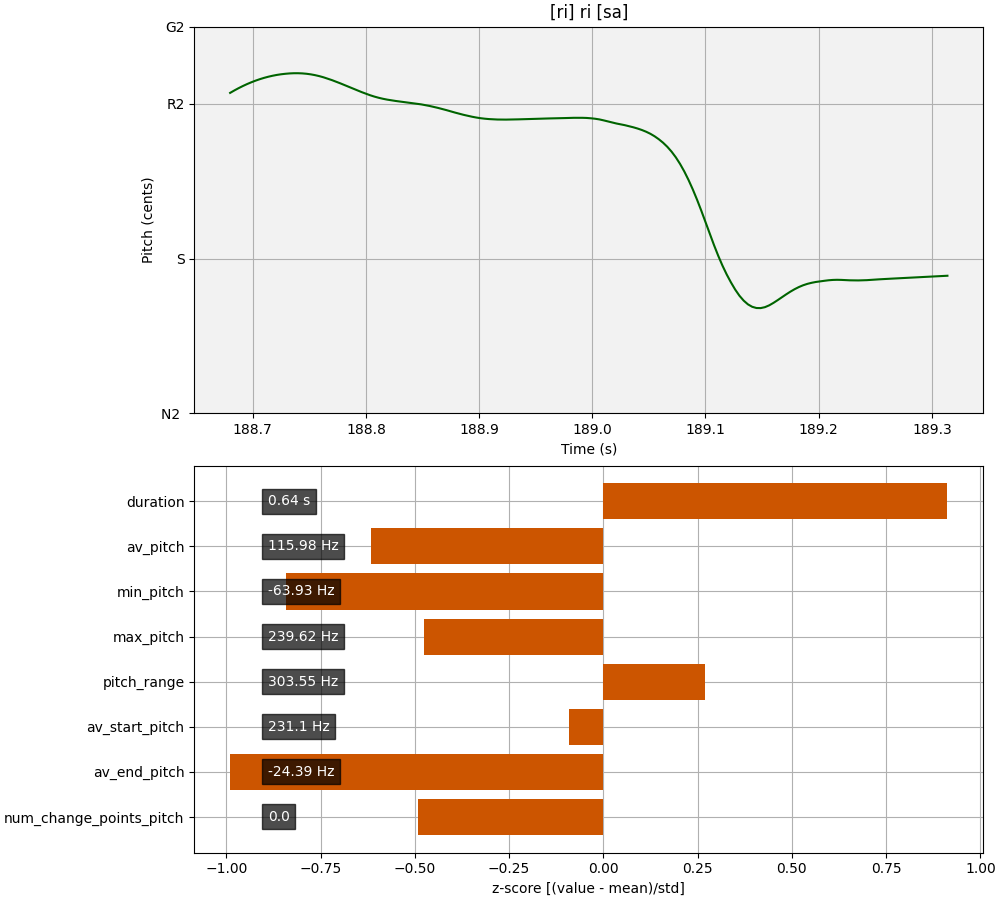 [ri] ri [sa]
G2
R2
S
N2
Pitch (cents)
188.7 188.8 188.9 189.0 189.1 189.2 189.3
Time (s)
duration 0.64 s
av_pitch 115.98 Hz
min_pitch -63.93 Hz
max_pitch 239.62 Hz
pitch_range 303.55 Hz
av_start_pitch 231.1 Hz
av_end_pitch -24.39 Hz
num_change_points_pitch 0.0
−1.00 −0.75 −0.50 −0.25 0.00 0.25 0.50 0.75 1.00
z-score [(value - mean)/std]